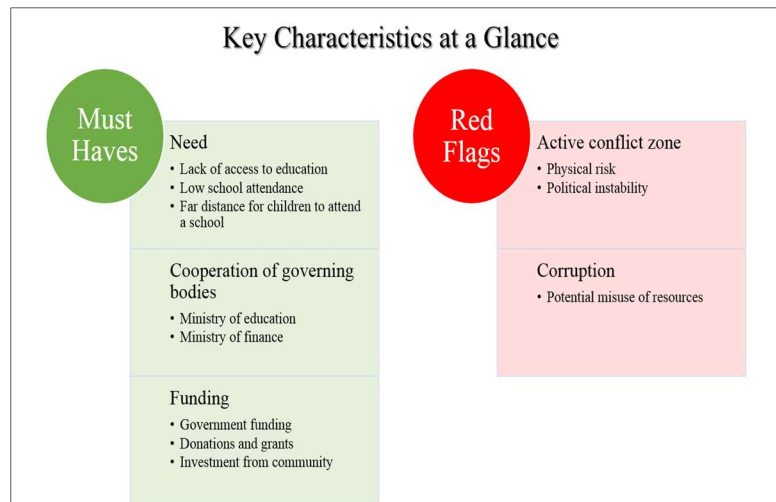 Key Characteristics at a Glance
Must
Haves
Need
• Lack of access to education
• Low school attendance
• Far distance for children to attend
a school
Cooperation of governing
bodies
• Ministry of education
• Ministry of finance
Funding
• Government funding
• Donations and grants
• Investment from community
Red
Flags
Active conflict zone
• Physical risk
• Political instability
Corruption
• Potential misuse of resources